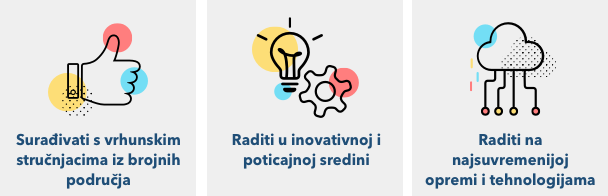 Surađivati s vrhunskim
stručnjacima iz brojnih
područja
Raditi u inovativnoj i
poticajnoj sredini
Raditi na
najsuvremenijoj
opremi i tehnologijama